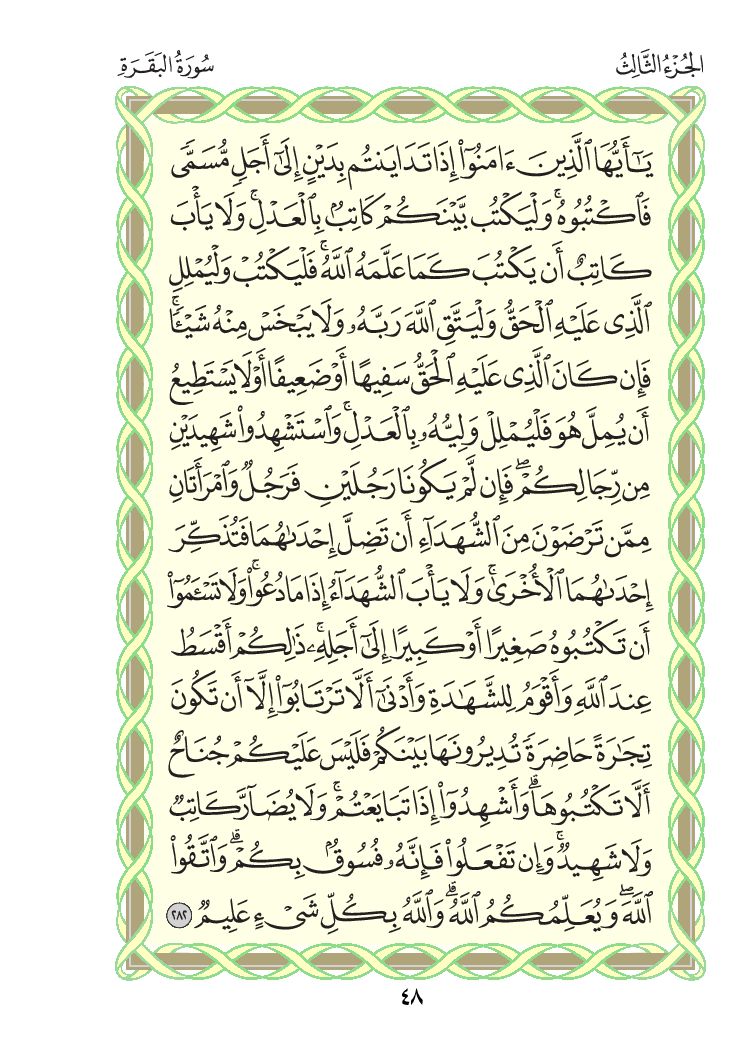 الجُزْءُ الثَّالِثُ
سُورَةُ البَقَرَةِ
يَٰٓأَيُّهَا ٱلَّذِينَ ءَامَنُوٓاْ إِذَا تَدَايَنتُم بِدَيْنٍ إِلَىٰٓ أَجَلٍ مُّسَمًّى
فَٱكْتُبُوهُۚ وَلْيَكْتُب بَّيْنَكُمْ كَاتِبُۢ بِٱلْعَدْلِۚ وَلَا يَأْبَ
كَاتِبٌ أَن يَكْتُبَ كَمَا عَلَّمَهُ ٱللَّهُۚ فَلْيَكْتُبْ وَلْيُمْلِلِ
ٱلَّذِى عَلَيْهِ ٱلْحَقُّ وَلْيَتَّقِ ٱللَّهَ رَبَّهُۥ وَلَا يَبْخَسْ مِنْهُ شَيْـًٔاۚ
فَإِن كَانَ ٱلَّذِى عَلَيْهِ ٱلْحَقُّ سَفِيهًا أَوْ ضَعِيفًا أَوْ لَا يَسْتَطِيعُ
أَن يُمِلَّ هُوَ فَلْيُمْلِلْ وَلِيُّهُۥ بِٱلْعَدْلِۚ وَٱسْتَشْهِدُواْ شَهِيدَيْنِ
مِن رِّجَالِكُمْۖ فَإِن لَّمْ يَكُونَا رَجُلَيْنِ فَرَجُلٌ وَٱمْرَأَتَانِ
مِمَّن تَرْضَوْنَ مِنَ ٱلشُّهَدَآءِ أَن تَضِلَّ إِحْدَىٰهُمَا فَتُذَكِّرَ
إِحْدَىٰهُمَا ٱلْأُخْرَىٰۚ وَلَا يَأْبَ ٱلشُّهَدَآءُ إِذَا مَا دُعُواْۚ وَلَا تَسْـَٔمُوٓاْ
أَن تَكْتُبُوهُ صَغِيرًا أَوْ كَبِيرًا إِلَىٰٓ أَجَلِهِۦۚ ذَٰلِكُمْ أَقْسَطُ
عِندَ ٱللَّهِ وَأَقْوَمُ لِلشَّهَٰدَةِ وَأَدْنَىٰٓ أَلَّا تَرْتَابُوٓاْ إِلَّآ أَن تَكُونَ
تِجَٰرَةً حَاضِرَةً تُدِيرُونَهَا بَيْنَكُمْ فَلَيْسَ عَلَيْكُمْ جُنَاحٌ
أَلَّا تَكْتُبُوهَاۗ وَأَشْهِدُوٓاْ إِذَا تَبَايَعْتُمْۚ وَلَا يُضَآرَّ كَاتِبٌ
وَلَا شَهِيدٌۚ وَإِن تَفْعَلُواْ فَإِنَّهُۥ فُسُوقُۢ بِكُمْۗ وَٱتَّقُواْ
ٱللَّهَۖ وَيُعَلِّمُكُمُ ٱللَّهُۗ وَٱللَّهُ بِكُلِّ شَىْءٍ عَلِيمٌ ٢٨٢
٤٨